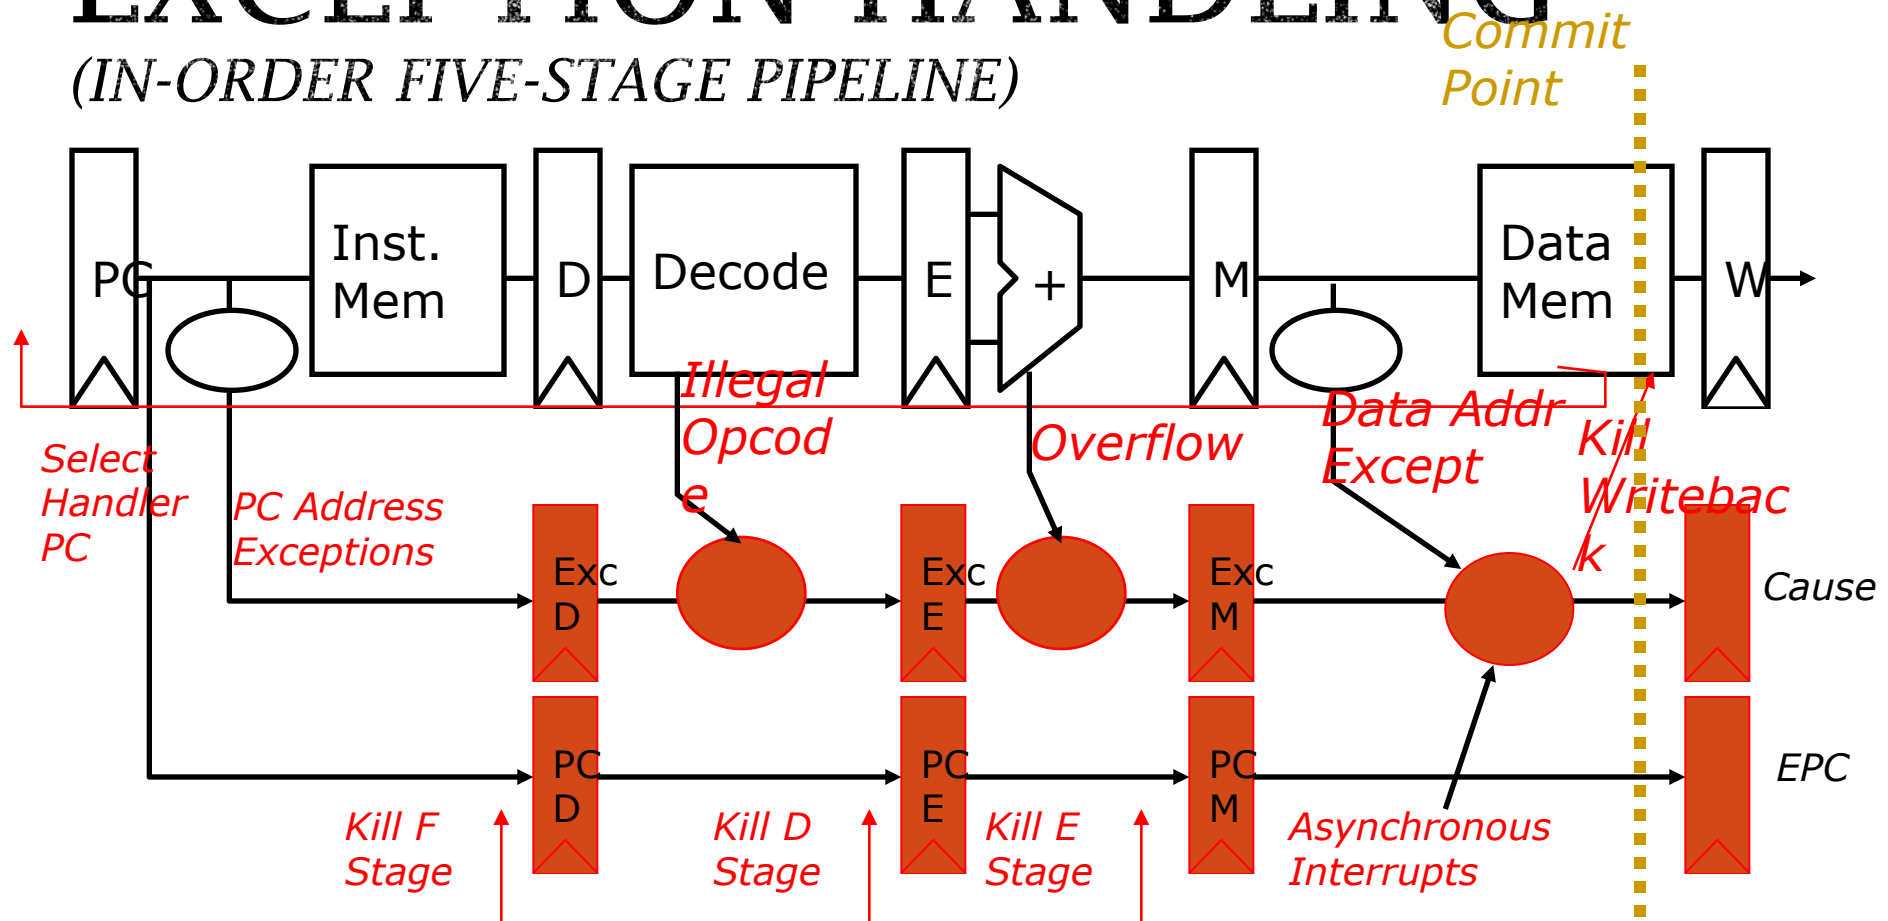 EXCEPTION HANDLING
(IN-ORDER FIVE-STAGE PIPELINE)
Commit
Point
PC
Inst.
Mem
D
Decode
E
+
M
Data
Mem
W
Illegal
Opcod
e
Overflow
Data Addr
Except
Kill
Writebac
k
Select
Handler
PC
PC Address
Exceptions
Exc
D
Exc
E
Exc
M
Cause
PC
D
PC
E
PC
M
EPC
Kill F
Stage
Kill D
Stage
Kill E
Stage
Asynchronous
Interrupts